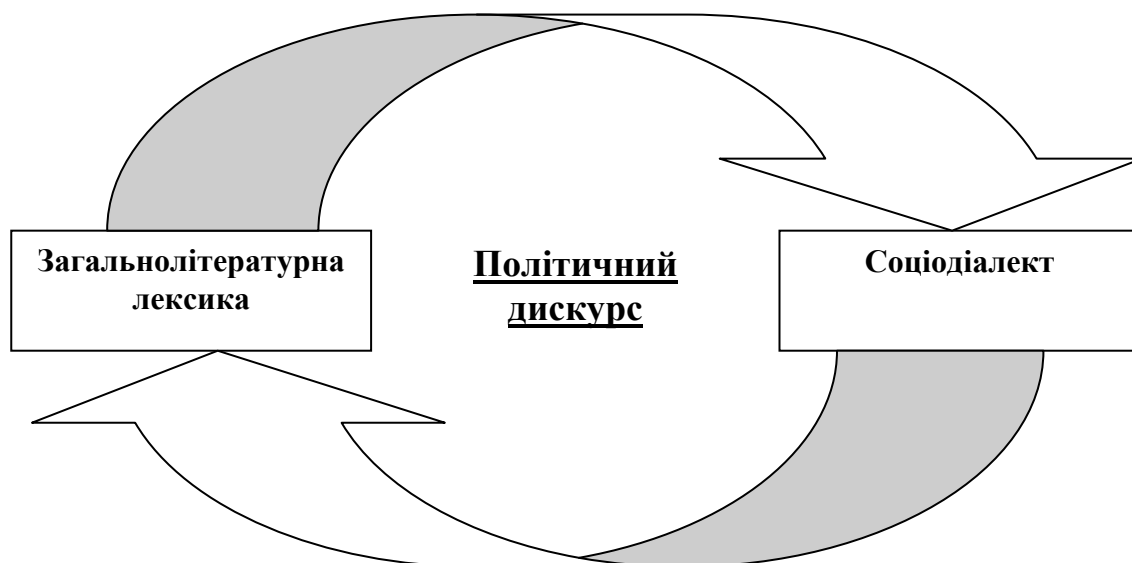 Загальнолітературна
лексика
Політичний
дискурс
Соціодіалект